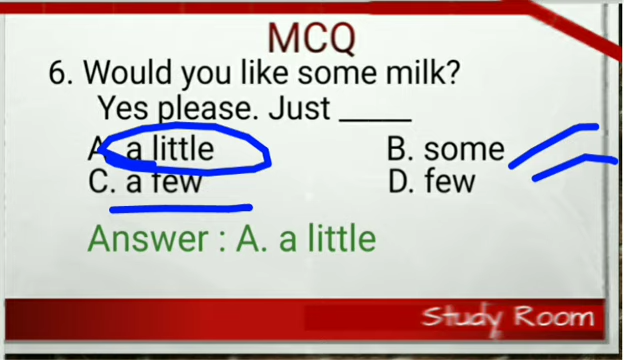 MCQ
6. Would you like some milk?
Yes please. Just _____
A. a little B. some
C. a few D. few
Answer : A. a little
Study Room